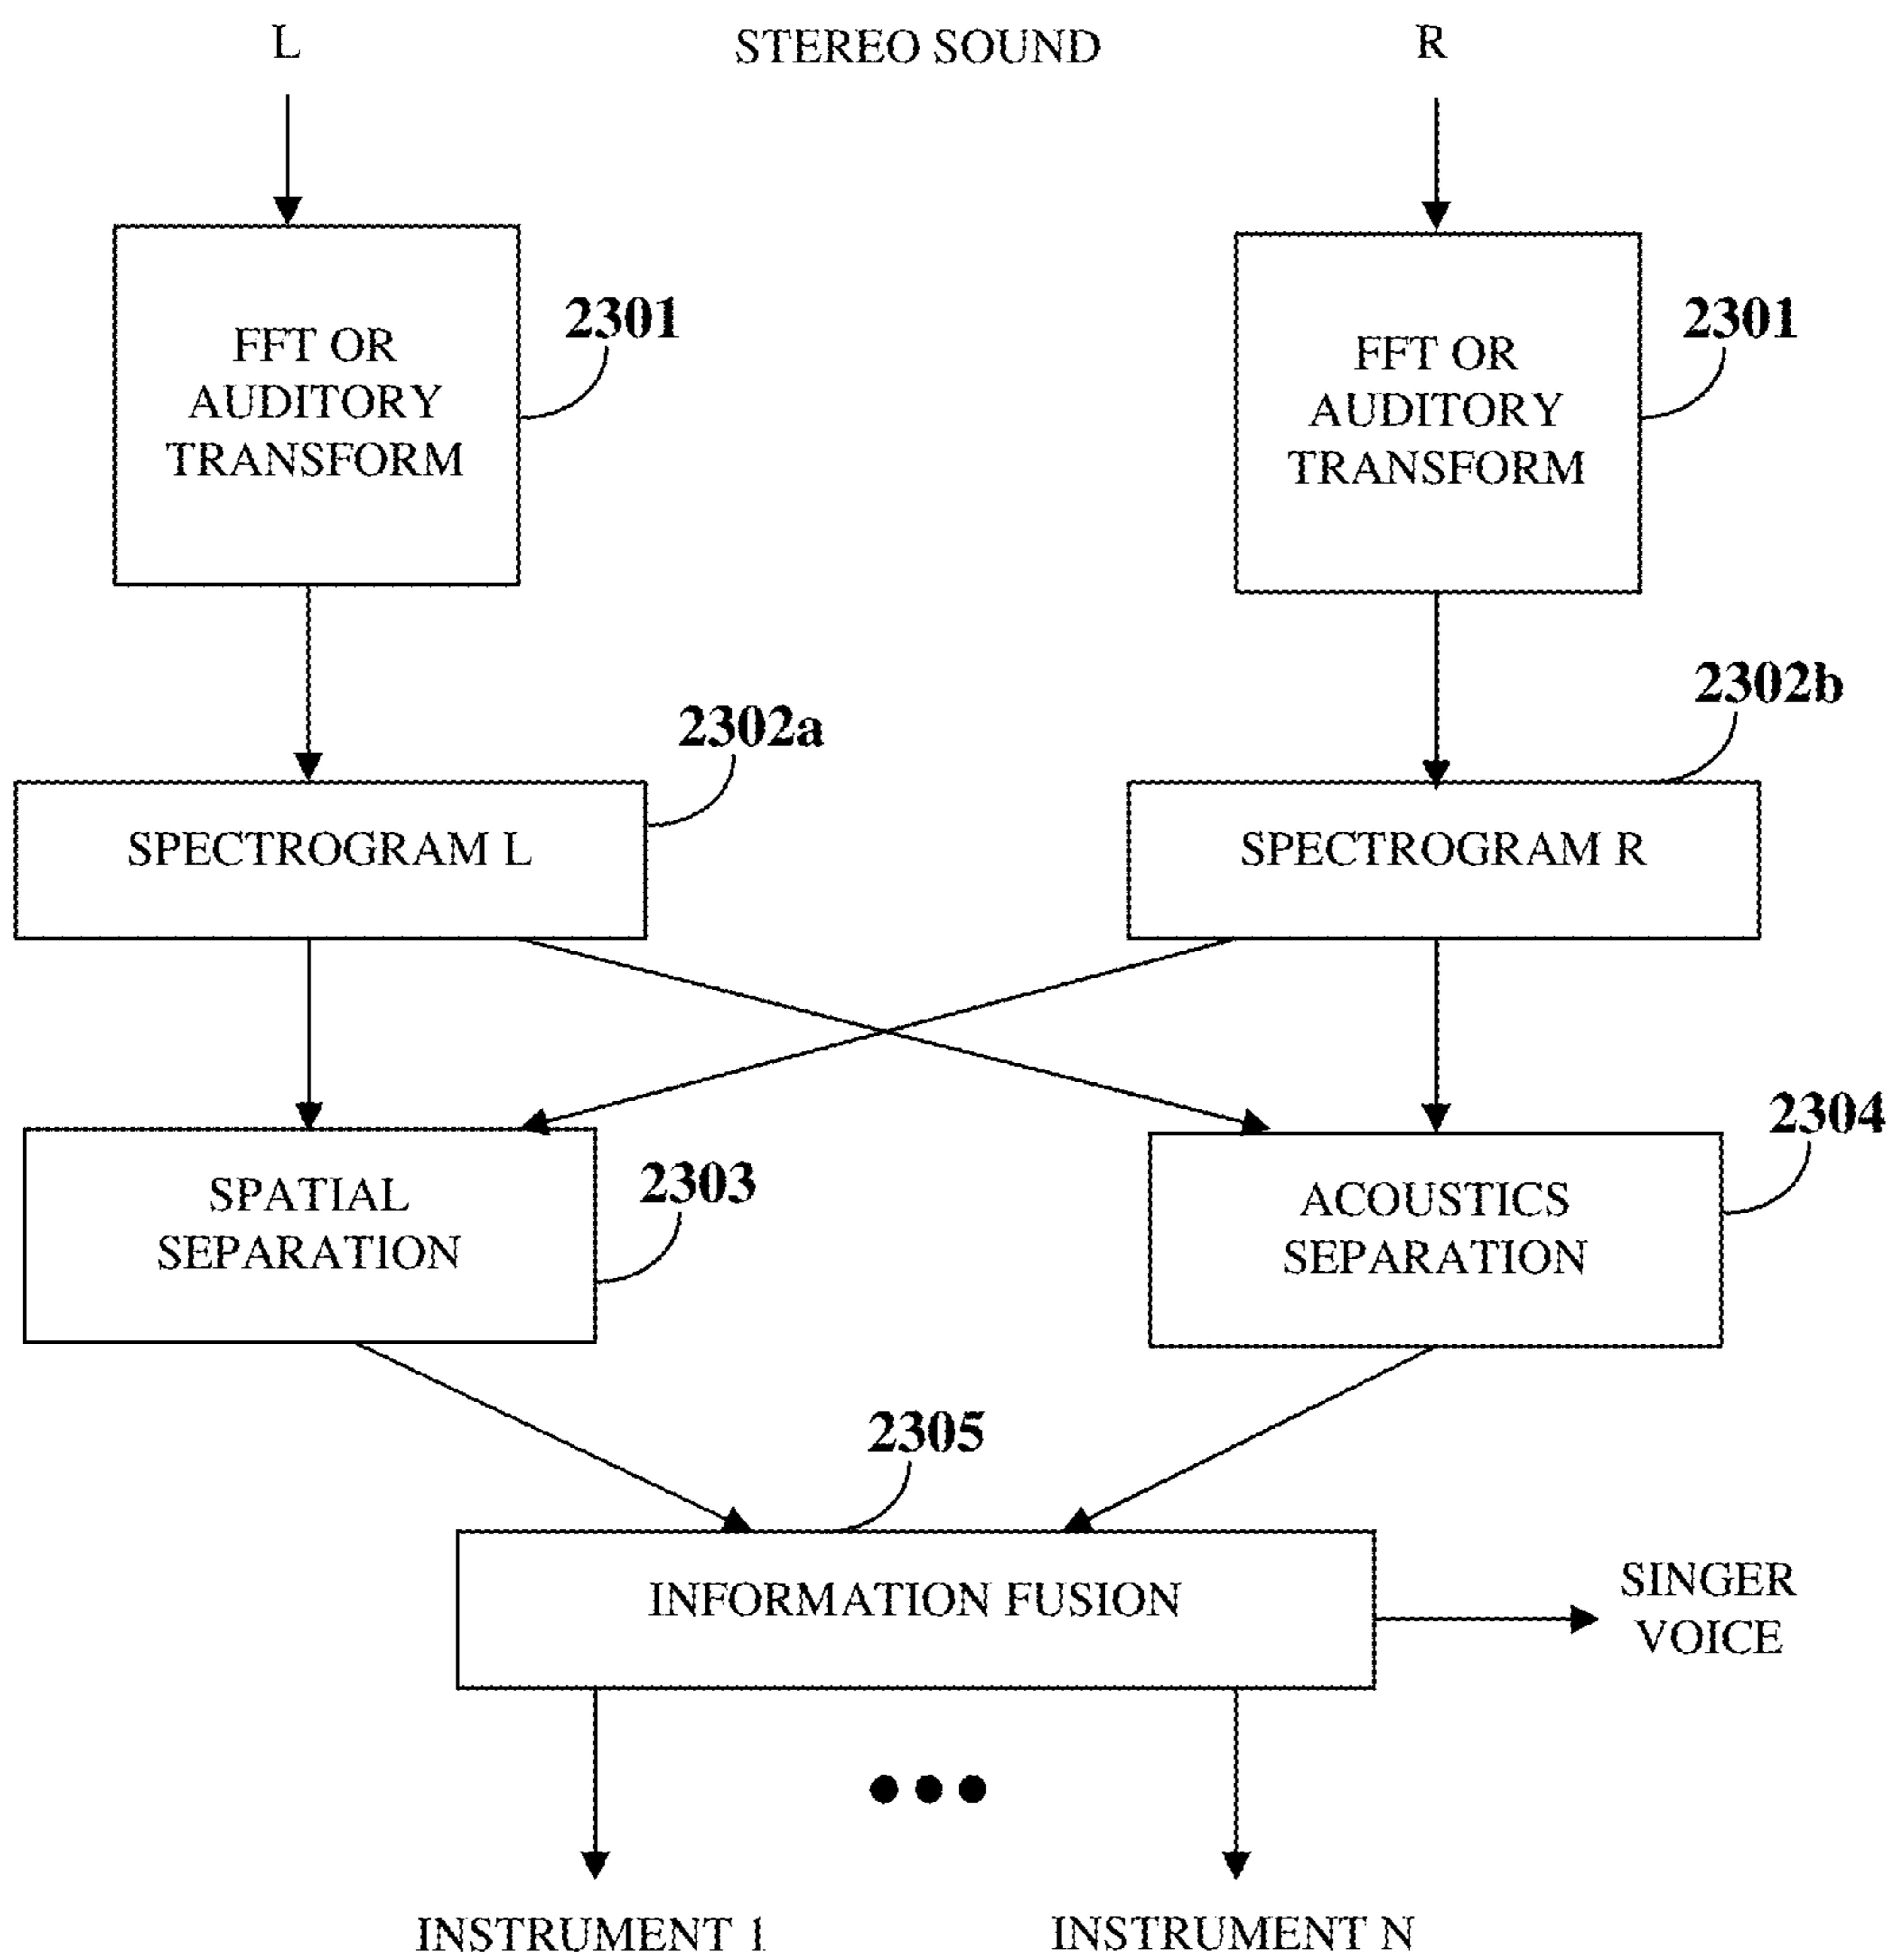 L
STEREO SOUND
R
FFT OR
AUDITORY
TRANSFORM
2301
FFT OR
AUDITORY
TRANSFORM
2301
2302a
2302b
SPECTROGRAM L
SPECTROGRAM R
SPATIAL
SEPARATION
2303
ACOUSTICS
SEPARATION
2304
2305
INFORMATION FUSION
SINGER
VOICE
INSTRUMENT 1
INSTRUMENT N